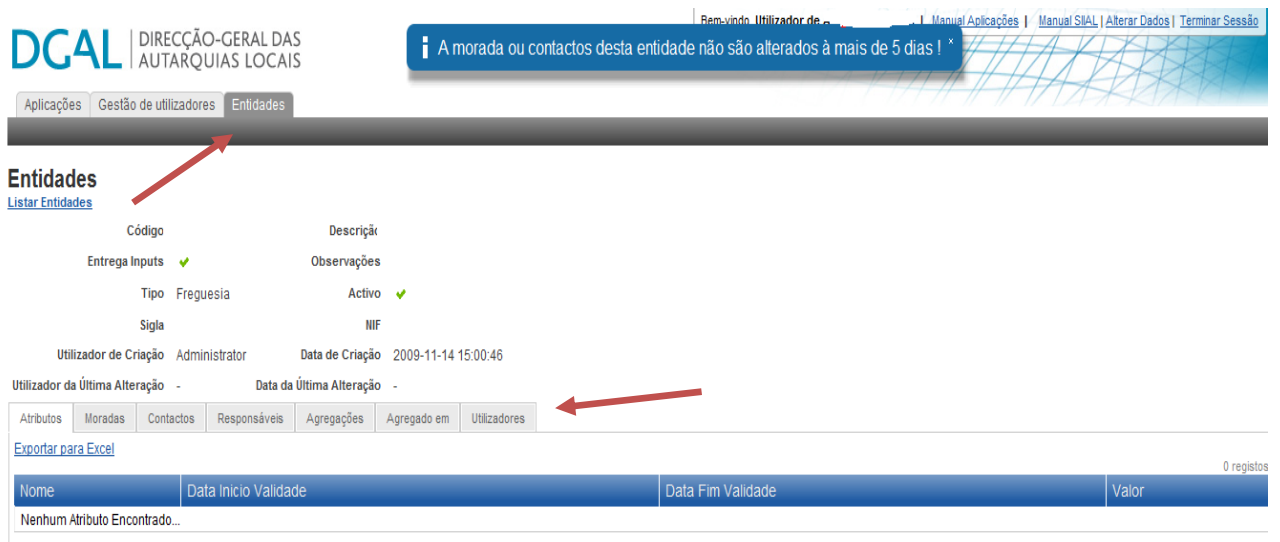 Bem-vindo Utilizador de | Manual Aplicações | Manual SIIAL | Alterar Dados | Terminar Sessão
DGAL DIRECÇÃO-GERAL DAS
AUTARQUIAS LOCAIS
i A morada ou contactos desta entidade não são alterados à mais de 5 dias ! x
Aplicações Gestão de utilizadores Entidades
Entidades
Listar Entidades
Código Descriçã
Entrega Inputs Observações
Tipo Freguesia Activo
Sigla NIF
Utilizador de Criação Administrator Data de Criação 2009-11-14 15:00:46
Utilizador da Última Alteração - Data da Última Alteração -
Atributos Moradas Contactos Responsáveis Agregações Agregado em Utilizadores
Exportar para Excel
0 registos
Nome Data Inicio Validade Data Fim Validade Valor
Nenhum Atributo Encontrado...